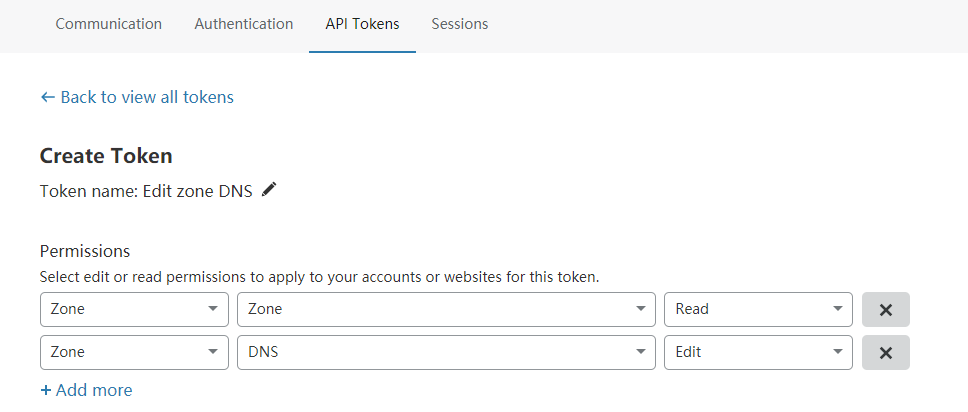 Communication Authentication API Tokens Sessions
← Back to view all tokens
Create Token
Token name: Edit zone DNS
Permissions
Select edit or read permissions to apply to your accounts or websites for this token.
Zone Zone Read
Zone DNS Edit
+ Add more